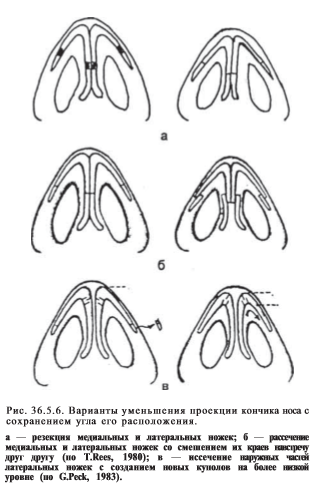 а
б
в
Рис. 36.5.6. Варианты уменьшения проекции кончика носа с
сохранением угла его расположения.
а — резекция медиальных и латеральных ножек; б — рассечение
медиальных и латеральных ножек со смешением их краев навстречу
друг другу (по T.Rees, 1980); в — иссечение наружных частей
латеральных ножек с созданием новых куполов на более низкой
уровне (по G.Peck, 1983).